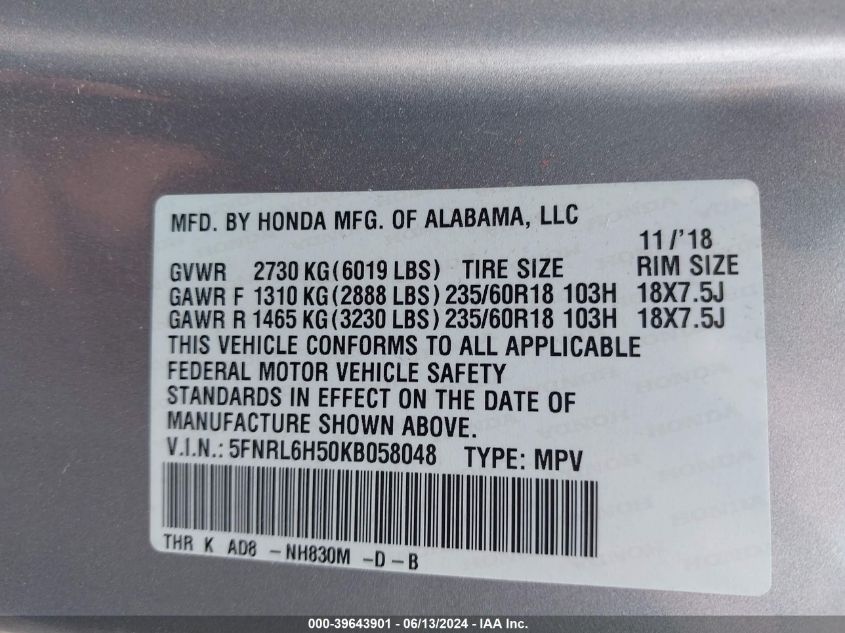 MFD. BY HONDA MFG. OF ALABAMA, LLC
11/'18
GVWR 2730 KG(6019 LBS) TIRE SIZE RIM SIZE
GAWR F 1310 KG(2888 LBS) 235/60R18 103H 18X7.5J
GAWR R 1465 KG(3230 LBS) 235/60R18 103H 18X7.5J
THIS VEHICLE CONFORMS TO ALL APPLICABLE
FEDERAL MOTOR VEHICLE SAFETY
STANDARDS IN EFFECT ON THE DATE OF
MANUFACTURE SHOWN ABOVE.
V.I.N.: 5FNRL6H50KB058048 TYPE: MPV
THR K AD8 -NH830M -D-B
000-39643901 / 06/13/2024 - IAA Inc.